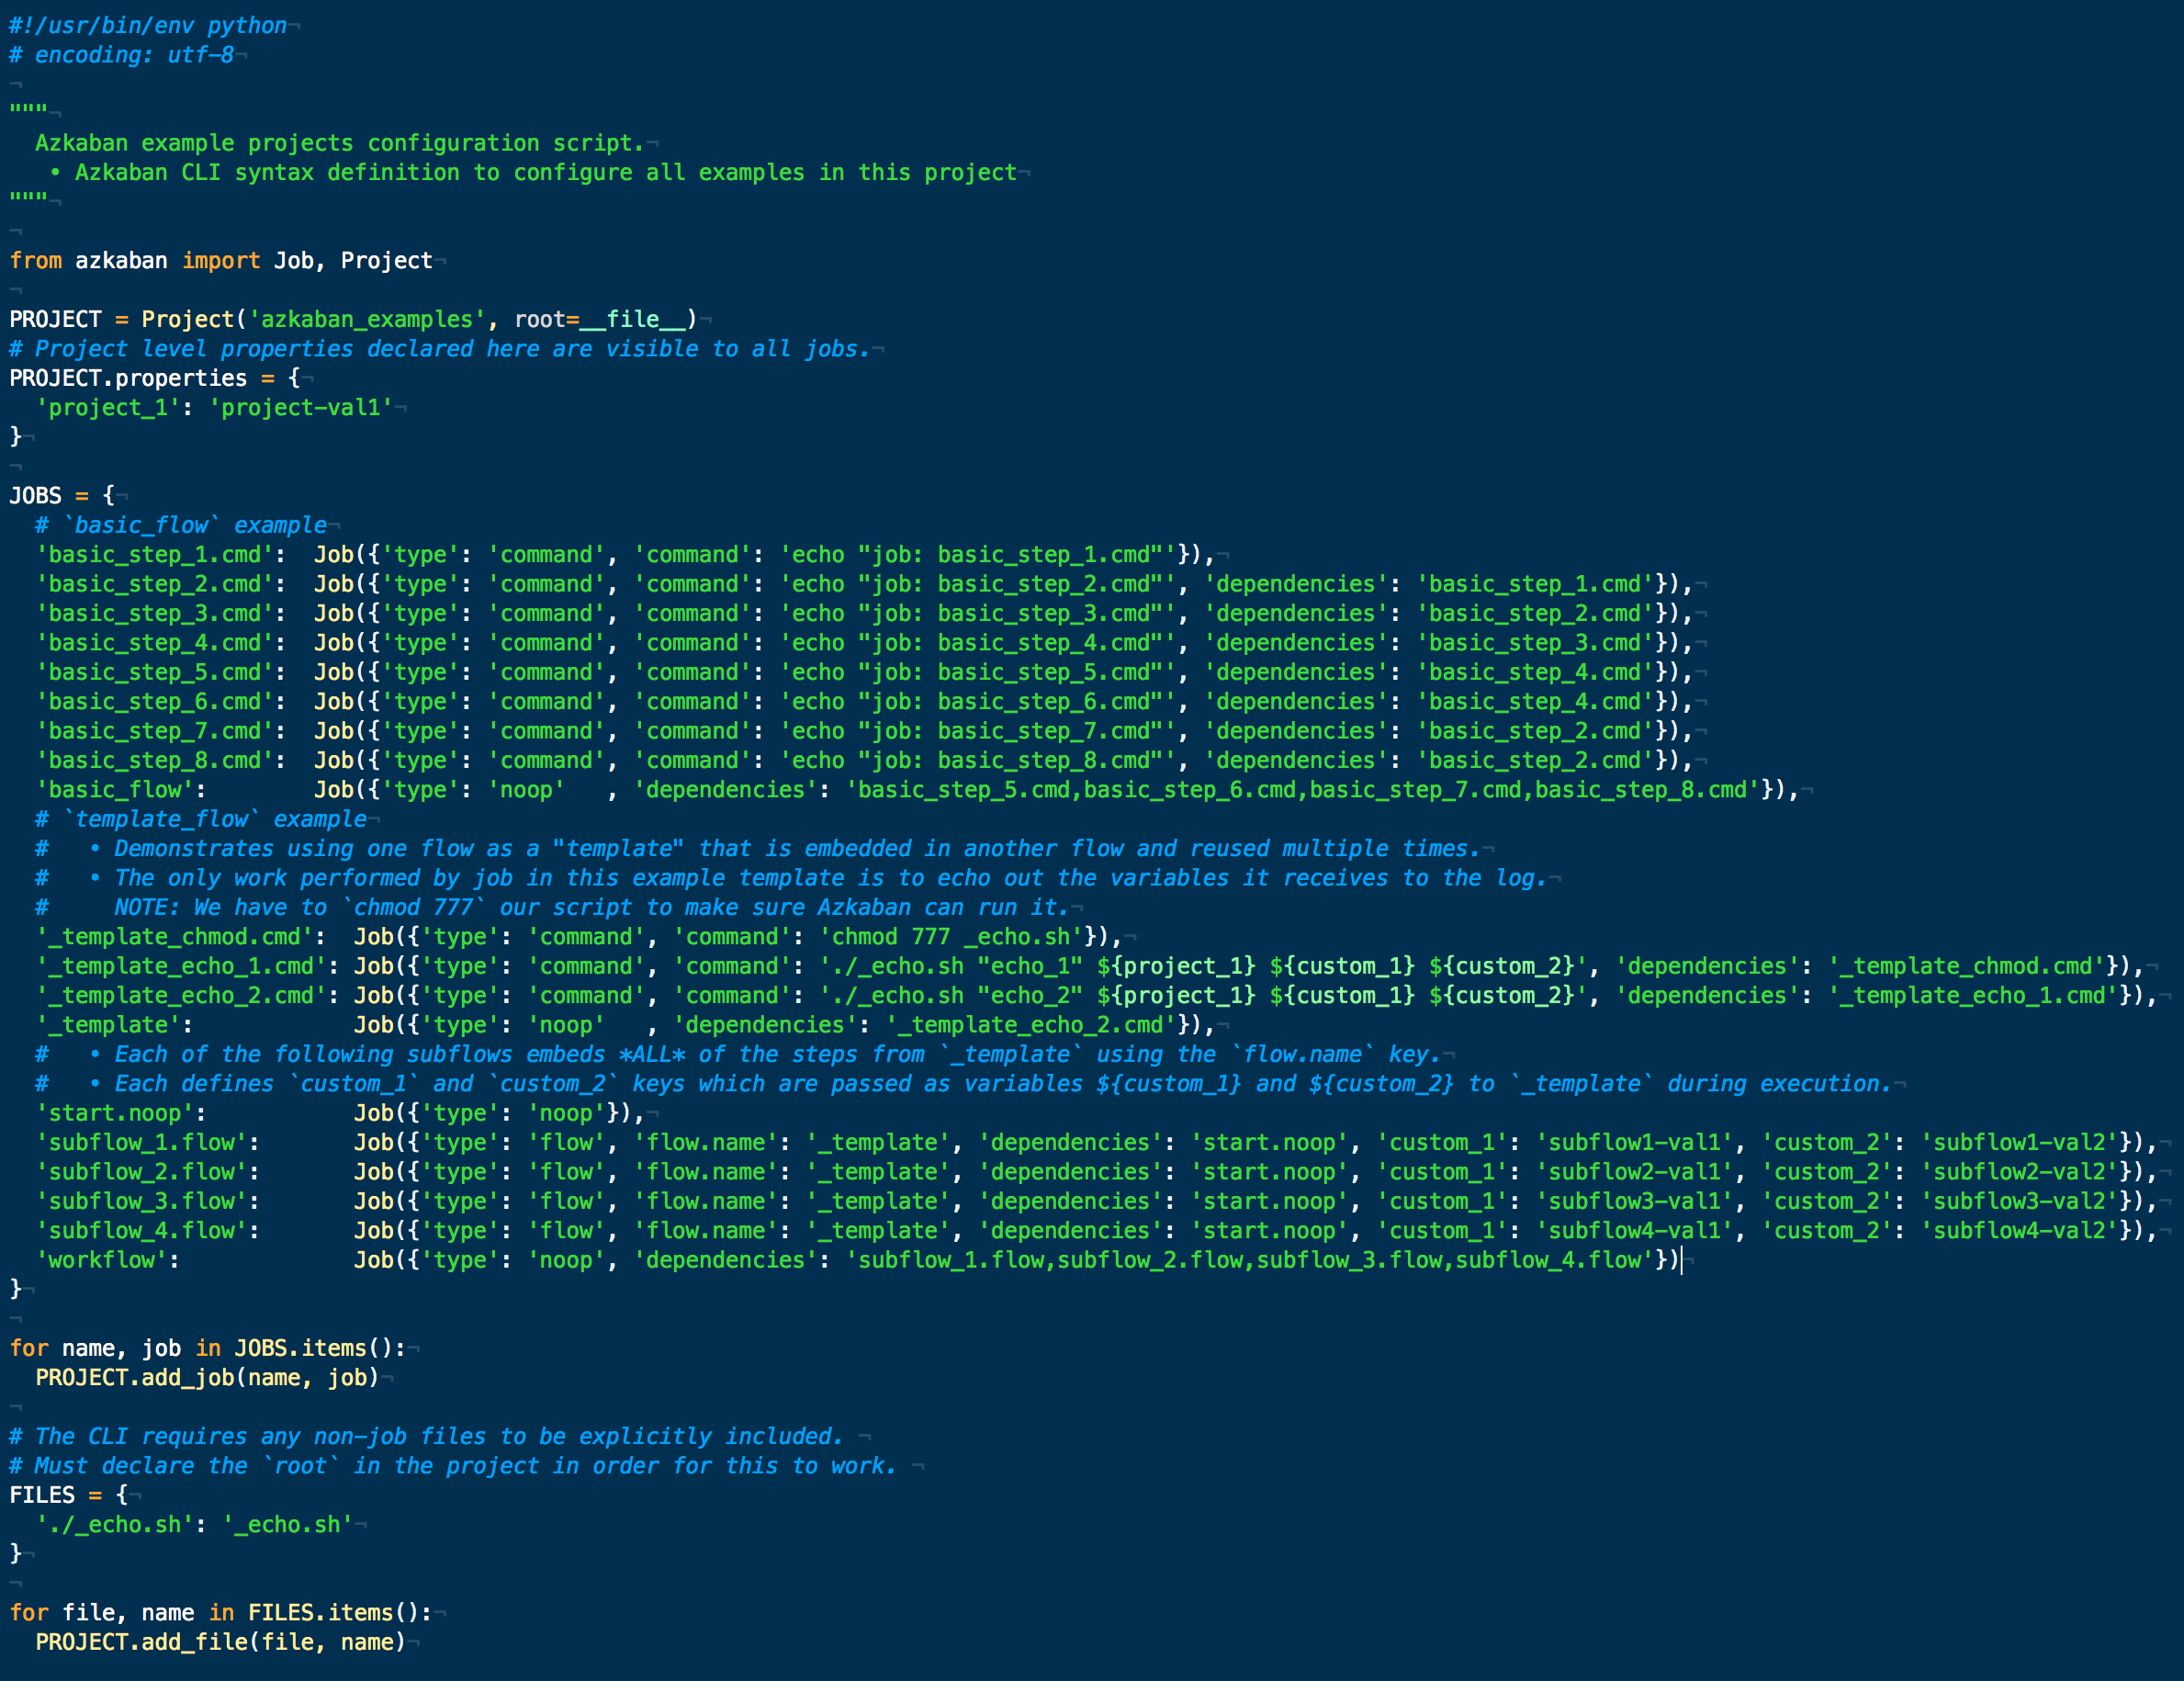 #!/usr/bin/env python¬
# encoding: utf-8¬
¬
"""¬
  Azkaban example projects configuration script.¬
   • Azkaban CLI syntax definition to configure all examples in this project¬
"""¬
¬
from azkaban import Job, Project¬
¬
PROJECT = Project('azkaban_examples', root=__file__)¬
# Project level properties declared here are visible to all jobs.¬
PROJECT.properties = {¬
  'project_1': 'project-val1'¬
}¬
¬
JOBS = {¬
  # `basic_flow` example¬
  'basic_step_1.cmd':  Job({'type': 'command', 'command': 'echo "job: basic_step_1.cmd"'}),¬
  'basic_step_2.cmd':  Job({'type': 'command', 'command': 'echo "job: basic_step_2.cmd"', 'dependencies': 'basic_step_1.cmd'}),¬
  'basic_step_3.cmd':  Job({'type': 'command', 'command': 'echo "job: basic_step_3.cmd"', 'dependencies': 'basic_step_2.cmd'}),¬
  'basic_step_4.cmd':  Job({'type': 'command', 'command': 'echo "job: basic_step_4.cmd"', 'dependencies': 'basic_step_3.cmd'}),¬
  'basic_step_5.cmd':  Job({'type': 'command', 'command': 'echo "job: basic_step_5.cmd"', 'dependencies': 'basic_step_4.cmd'}),¬
  'basic_step_6.cmd':  Job({'type': 'command', 'command': 'echo "job: basic_step_6.cmd"', 'dependencies': 'basic_step_4.cmd'}),¬
  'basic_step_7.cmd':  Job({'type': 'command', 'command': 'echo "job: basic_step_7.cmd"', 'dependencies': 'basic_step_2.cmd'}),¬
  'basic_step_8.cmd':  Job({'type': 'command', 'command': 'echo "job: basic_step_8.cmd"', 'dependencies': 'basic_step_2.cmd'}),¬
  'basic_flow':        Job({'type': 'noop'   , 'dependencies': 'basic_step_5.cmd,basic_step_6.cmd,basic_step_7.cmd,basic_step_8.cmd'}),¬
  # `template_flow` example¬
  #   • Demonstrates using one flow as a "template" that is embedded in another flow and reused multiple times.¬
  #   • The only work performed by job in this example template is to echo out the variables it receives to the log.¬
  #     NOTE: We have to `chmod 777` our script to make sure Azkaban can run it.¬
  '_template_chmod.cmd':  Job({'type': 'command', 'command': 'chmod 777 _echo.sh'}),¬
  '_template_echo_1.cmd': Job({'type': 'command', 'command': './_echo.sh "echo_1" ${project_1} ${custom_1} ${custom_2}', 'dependencies': '_template_chmod.cmd'}),¬
  '_template_echo_2.cmd': Job({'type': 'command', 'command': './_echo.sh "echo_2" ${project_1} ${custom_1} ${custom_2}', 'dependencies': '_template_echo_1.cmd'}),¬
  '_template':            Job({'type': 'noop'   , 'dependencies': '_template_echo_2.cmd'}),¬
  #   • Each of the following subflows embeds *ALL* of the steps from `_template` using the `flow.name` key.¬
  #   • Each defines `custom_1` and `custom_2` keys which are passed as variables ${custom_1} and ${custom_2} to `_template` during execution.¬
  'start.noop':           Job({'type': 'noop'}),¬
  'subflow_1.flow':       Job({'type': 'flow', 'flow.name': '_template', 'dependencies': 'start.noop', 'custom_1': 'subflow1-val1', 'custom_2': 'subflow1-val2'}),¬
  'subflow_2.flow':       Job({'type': 'flow', 'flow.name': '_template', 'dependencies': 'start.noop', 'custom_1': 'subflow2-val1', 'custom_2': 'subflow2-val2'}),¬
  'subflow_3.flow':       Job({'type': 'flow', 'flow.name': '_template', 'dependencies': 'start.noop', 'custom_1': 'subflow3-val1', 'custom_2': 'subflow3-val2'}),¬
  'subflow_4.flow':       Job({'type': 'flow', 'flow.name': '_template', 'dependencies': 'start.noop', 'custom_1': 'subflow4-val1', 'custom_2': 'subflow4-val2'}),¬
  'workflow':             Job({'type': 'noop', 'dependencies': 'subflow_1.flow,subflow_2.flow,subflow_3.flow,subflow_4.flow'})¬
}¬
¬
for name, job in JOBS.items():¬
  PROJECT.add_job(name, job)¬
¬
# The CLI requires any non-job files to be explicitly included. ¬
# Must declare the `root` in the project in order for this to work. ¬
FILES = {¬
  './_echo.sh': '_echo.sh'¬
}¬
¬
for file, name in FILES.items():¬
  PROJECT.add_file(file, name)¬